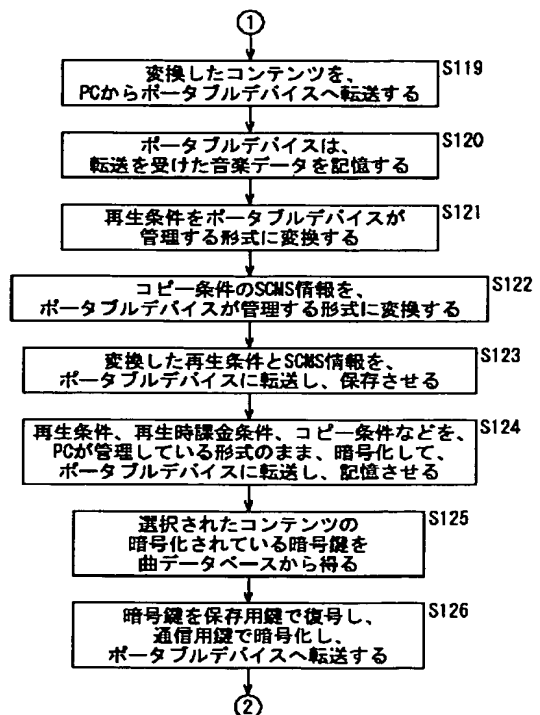 ①
変換したコンテンツを、
PCからポータブルデバイスへ転送する
S119
ポータブルデバイスは、
転送を受けた音楽データを記憶する
S120
再生条件をポータブルデバイスが
管理する形式に変換する
S121
コピー条件のSCMS情報を、
ポータブルデバイスが管理する形式に変換する
S122
変換した再生条件とSCMS情報を、
ポータブルデバイスに転送し、保存させる
S123
再生条件、再生時課金条件、コピー条件などを、
PCが管理している形式のまま、暗号化して、
ポータブルデバイスに転送し、記憶させる
S124
選択されたコンテンツの
暗号化されている暗号鍵を
曲データベースから得る
S125
暗号鍵を保存用鍵で復号し、
通信用鍵で暗号化し、
ポータブルデバイスへ転送する
S126
②